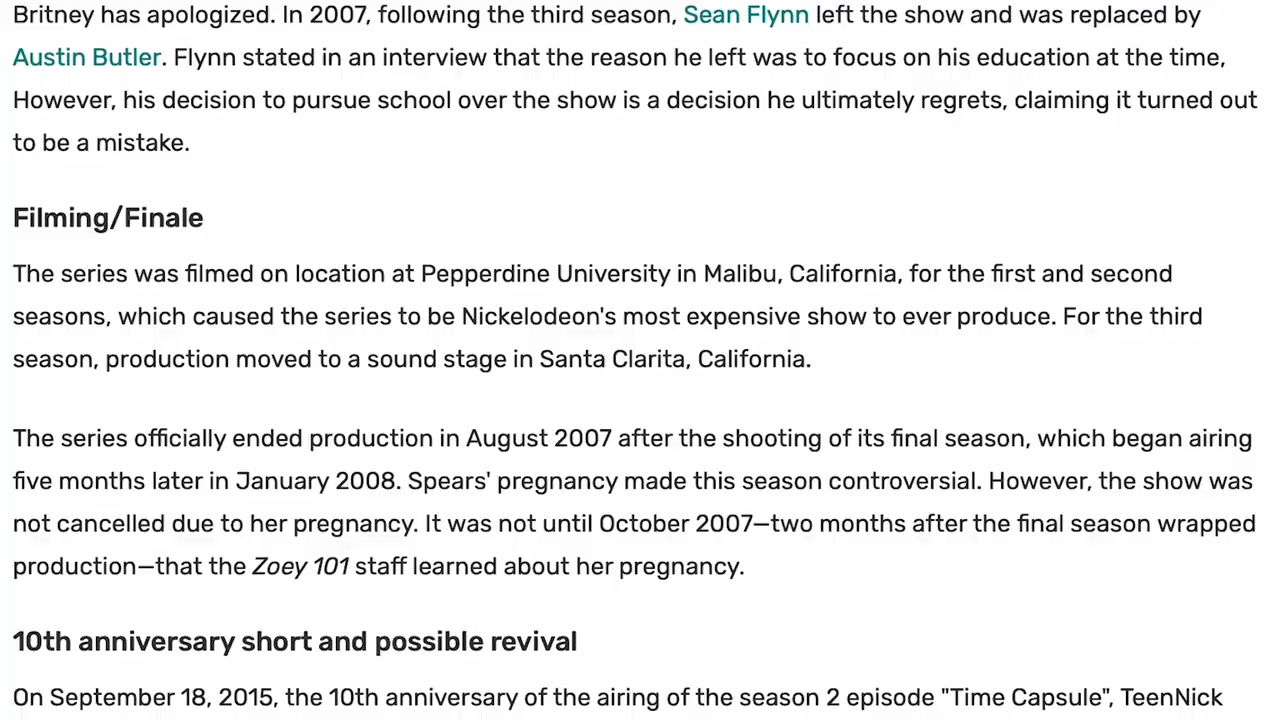 Britney has apologized. In 2007, following the third season, Sean Flynn left the show and was replaced by
Austin Butler. Flynn stated in an interview that the reason he left was to focus on his education at the time,
However, his decision to pursue school over the show is a decision he ultimately regrets, claiming it turned out
to be a mistake.
Filming/Finale
The series was filmed on location at Pepperdine University in Malibu, California, for the first and second
seasons, which caused the series to be Nickelodeon's most expensive show to ever produce. For the third
season, production moved to a sound stage in Santa Clarita, California.
The series officially ended production in August 2007 after the shooting of its final season, which began airing
five months later in January 2008. Spears' pregnancy made this season controversial. However, the show was
not cancelled due to her pregnancy. It was not until October 2007—two months after the final season wrapped
production—that the Zoey 101 staff learned about her pregnancy.
10th anniversary short and possible revival
On September 18, 2015, the 10th anniversary of the airing of the season 2 episode "Time Capsule", TeenNick